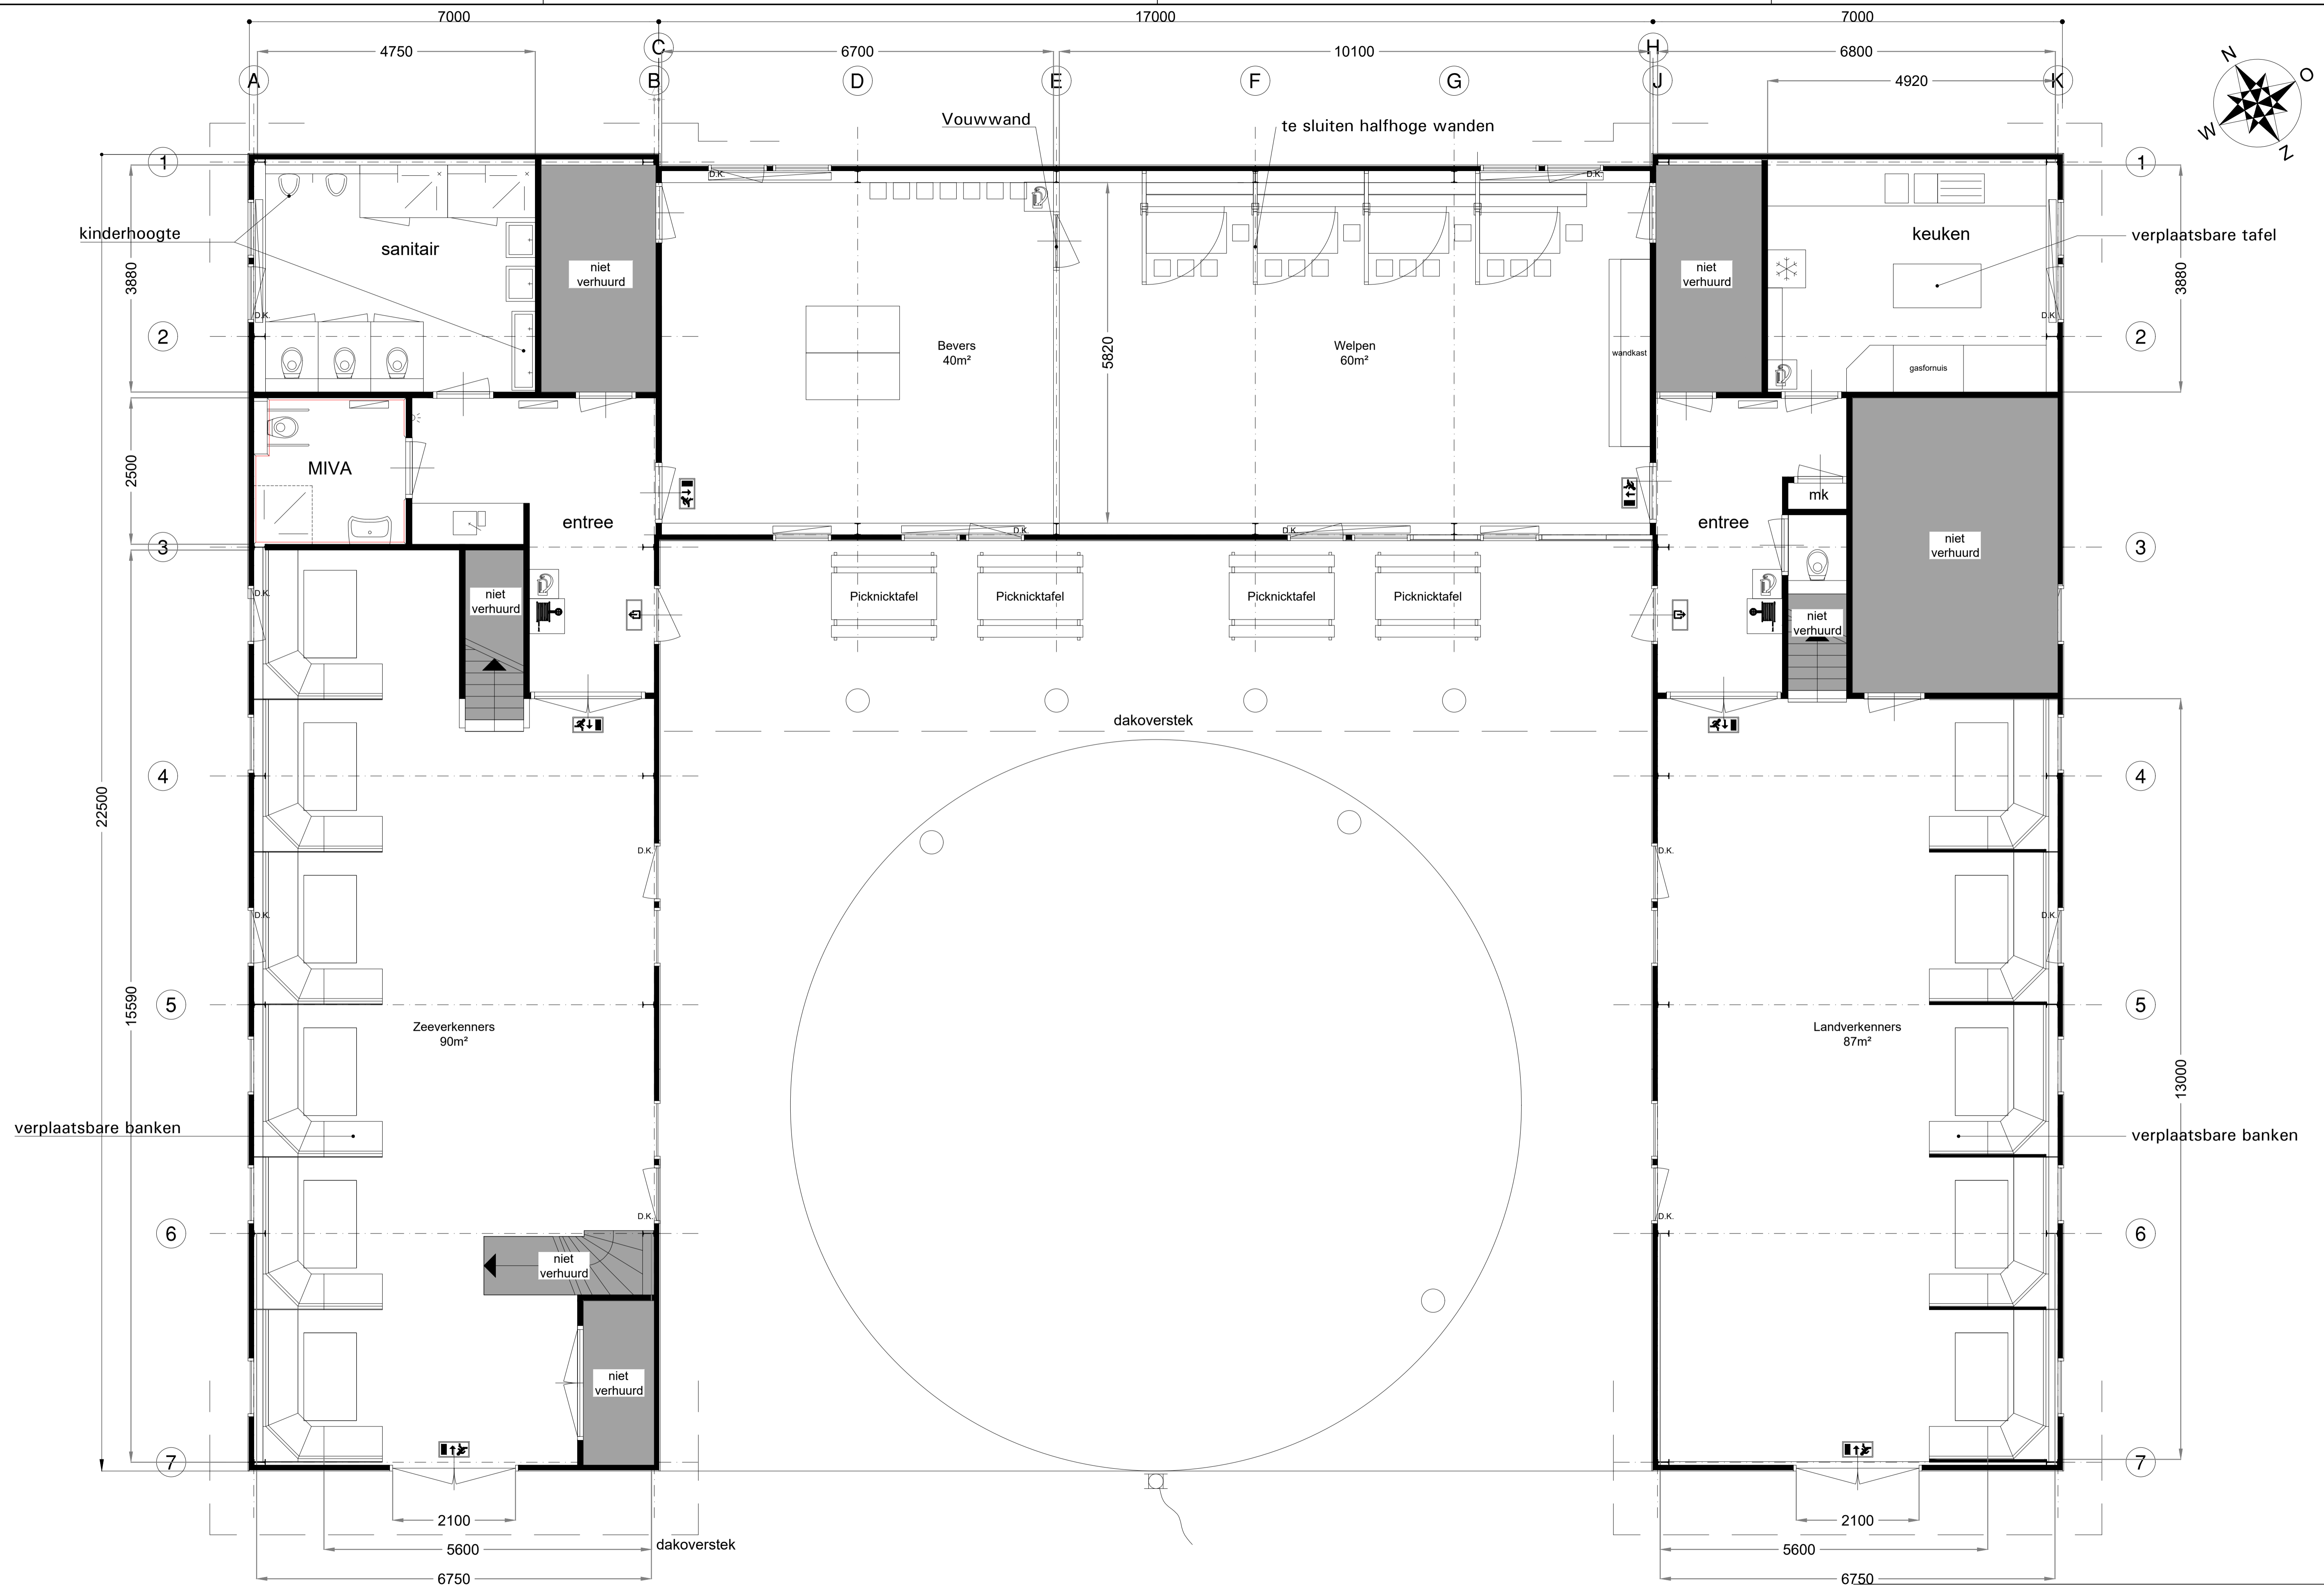 7000
17000
7000
4750
6700
10100
6800
4920
A
B
C
D
E
F
G
H
J
K
N
O
W
Z
Vouwwand
te sluiten halfhoge wanden
1
1
D.K.
D.K.
kinderhoogte
sanitair
niet
verhuurd
niet
verhuurd
keuken
verplaatsbare tafel
3880
3880
D.K.
D.K.
2
2
Bevers
40m²
5820
Welpen
60m²
wandkast
gasfornuis
2500
MIVA
entree
entree
mk
niet
verhuurd
D.K.
D.K.
3
3
D.K.
niet
verhuurd
Picknicktafel
Picknicktafel
Picknicktafel
Picknicktafel
niet
verhuurd
dakoverstek
4
4
22500
D.K.
D.K.
D.K.
D.K.
15590
5
5
Zeeverkenners
90m²
Landverkenners
87m²
13000
verplaatsbare banken
verplaatsbare banken
D.K.
D.K.
6
6
niet
verhuurd
niet
verhuurd
7
7
2100
2100
5600
dakoverstek
5600
6750
6750